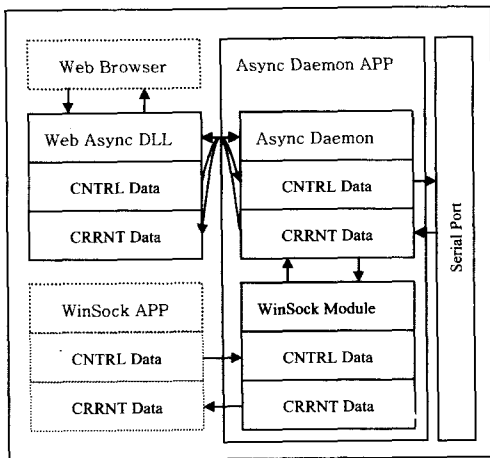 Web Browser
Async Daemon APP
Web Async DLL
CNTRL Data
CRRNT Data
Async Daemon
CNTRL Data
CRRNT Data
Serial Port
WinSock APP
CNTRL Data
CRRNT Data
WinSock Module
CNTRL Data
CRRNT Data